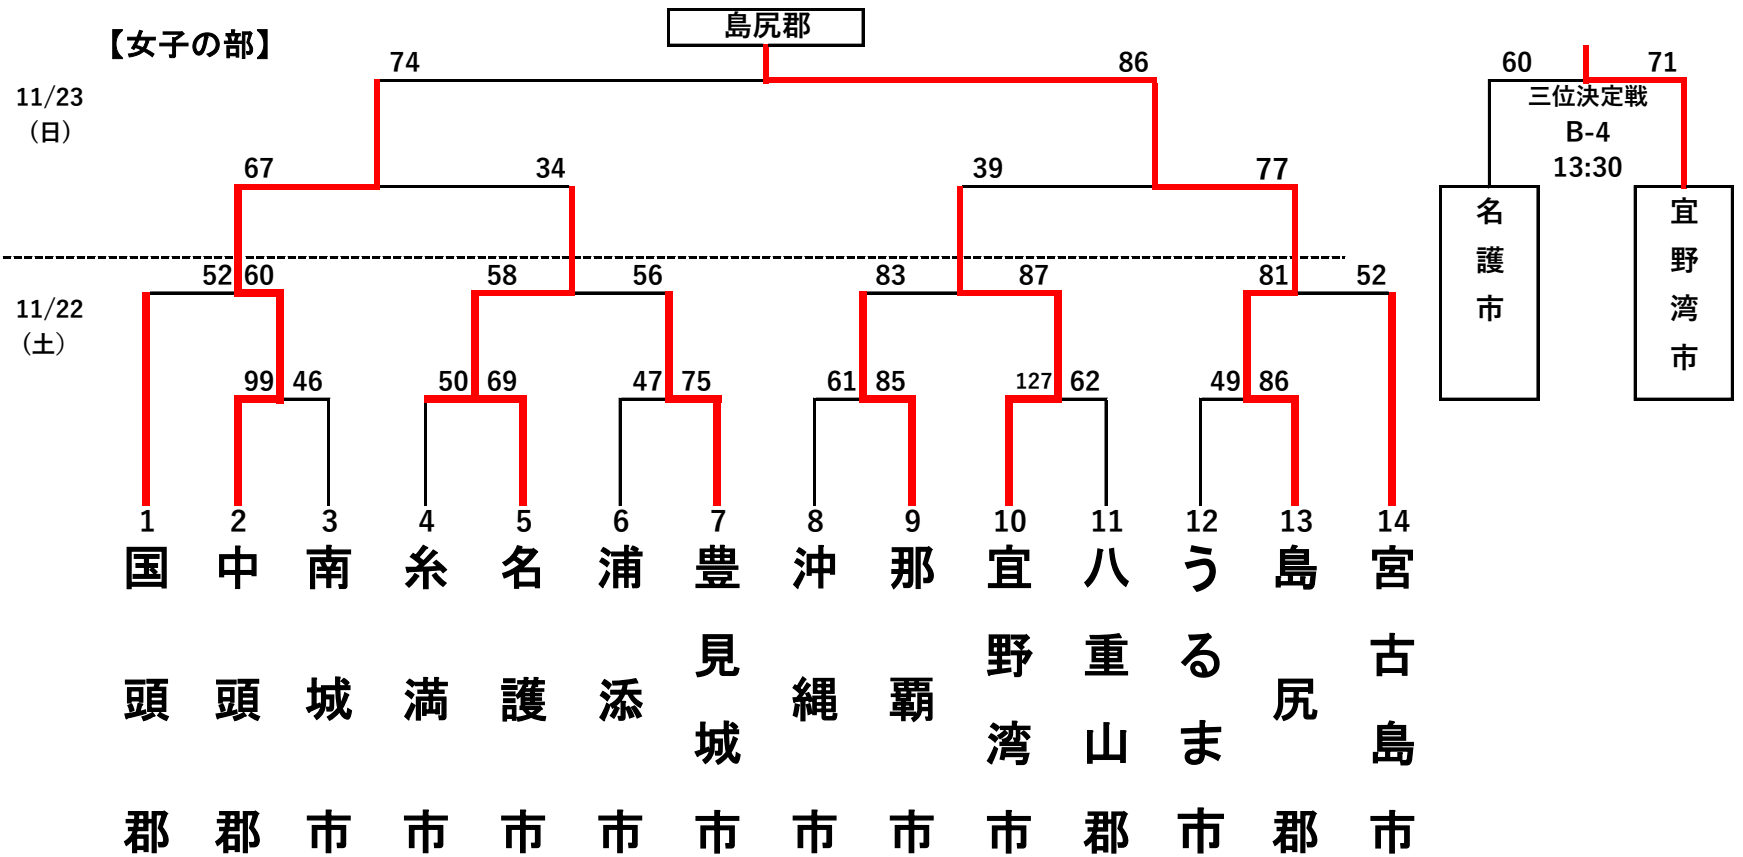 【女子の部】
島尻郡
74
86
60
71
11/23
（日）
三位決定戦
B-4
13:30
67
34
39
77
名護市
宜野湾市
52
60
58
56
83
87
81
52
11/22
（土）
99
46
50
69
47
75
61
85
127
62
49
86
1
2
3
4
5
6
7
8
9
10
11
12
13
14
国頭郡
中頭郡
南城市
糸満市
名護市
浦添市
豊見城市
沖縄市
那覇市
宜野湾市
八重山郡
うるま市
島尻郡
宮古島市